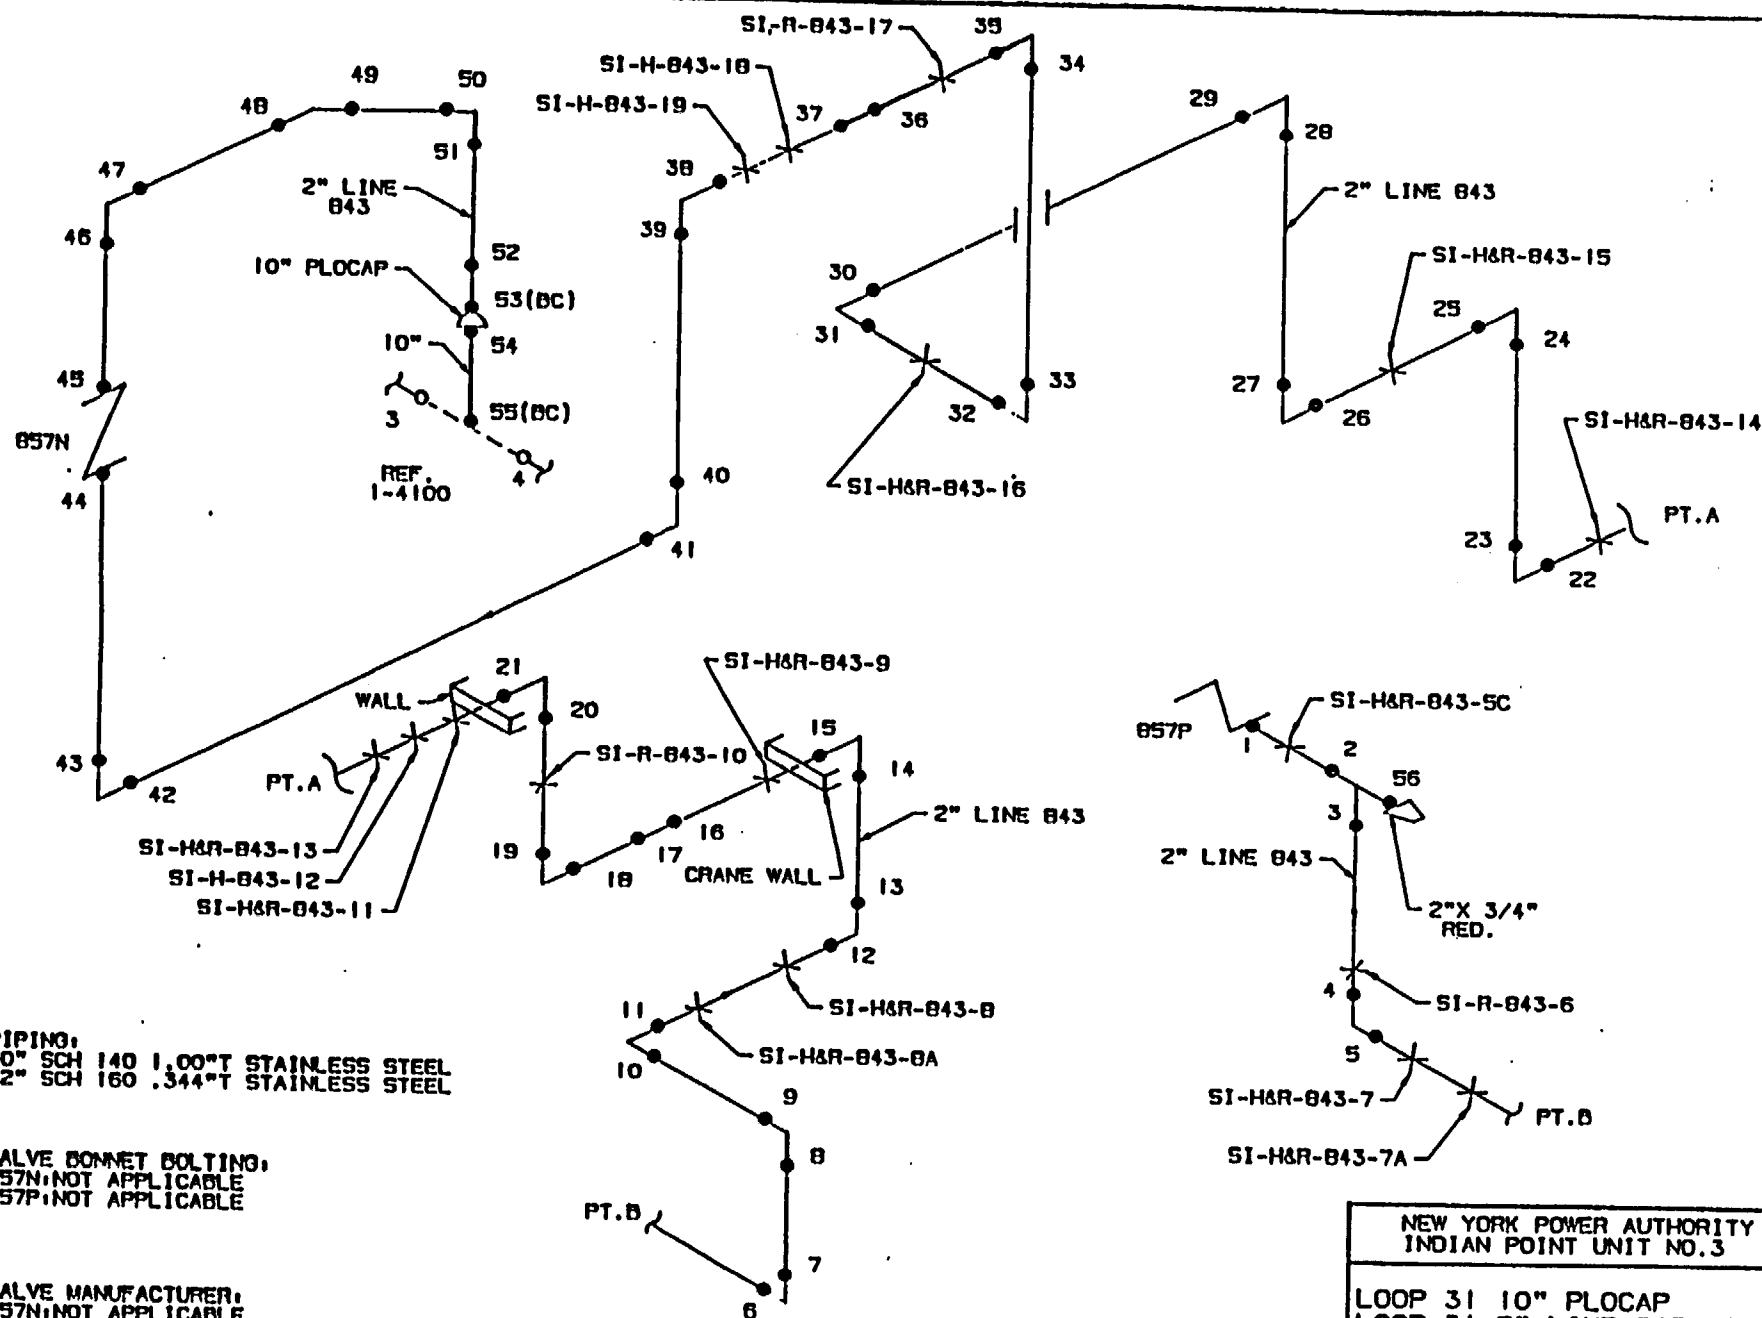 SI-R-843-17
35
34
SI-H-843-18
SI-H-843-19
37
36
38
39
49
50
48
51
47
2" LINE
843
46
52
10" PLOCAP
53(BC)
54
10"
45
3
55(BC)
857N
REF.
1-4100
4
44
29
28
2" LINE 843
30
31
SI-H&R-843-15
25
24
33
32
27
26
SI-H&R-843-14
SI-H&R-843-16
40
PT.A
41
23
22
21
SI-H&R-843-9
WALL
20
15
SI-R-843-10
14
43
42
PT.A
16
2" LINE 843
17
SI-H&R-843-13
19
18
CRANE WALL
SI-H-843-12
13
SI-H&R-843-11
12
11
SI-H&R-843-8
10
SI-H&R-843-8A
9
8
PT.B
7
6
857P
1
SI-H&R-843-5C
2
56
3
2" LINE 843
2"X 3/4"
RED.
4
SI-R-843-6
5
SI-H&R-843-7
PT.B
SI-H&R-843-7A
IPING:
0" SCH 140 1.00"T STAINLESS STEEL
2" SCH 160 .344"T STAINLESS STEEL
ALVE BONNET BOLTING:
57N:NOT APPLICABLE
57P:NOT APPLICABLE
ALVE MANUFACTURER:
57N:NOT APPLICABLE
NEW YORK POWER AUTHORITY
INDIAN POINT UNIT NO.3
LOOP 31 10" PLOCAP